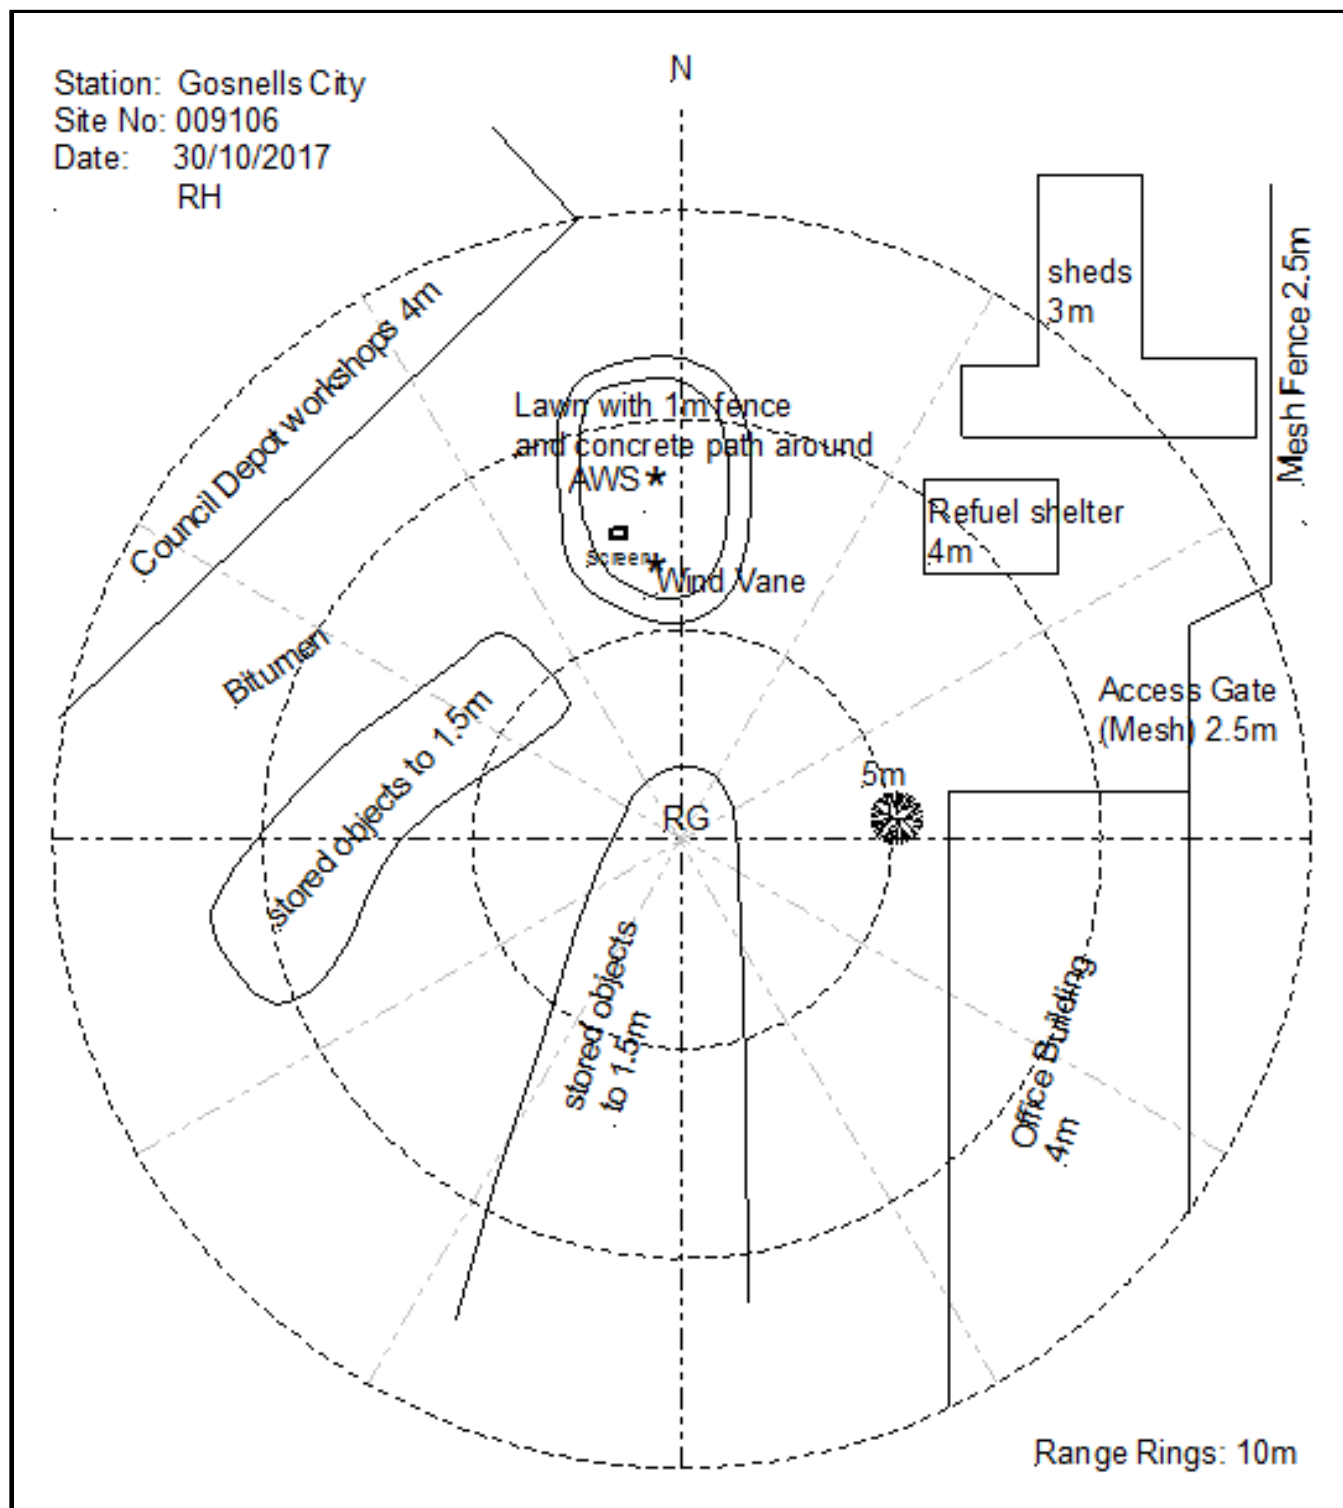 N
Station: Gosnells City
Site No: 009106
Date: 30/10/2017
RH
sheds
3m
Mesh Fence 2.5m
Council Depot workshops 4m
Lawn with 1m fence
and concrete path around
AWS
Screen
Wind Vane
Refuel shelter
4m
Bitumen
stored objects to 1.5m
Access Gate
(Mesh) 2.5m
5m
RG
stored objects
to 1.5m
Office Building
4m
Range Rings: 10m